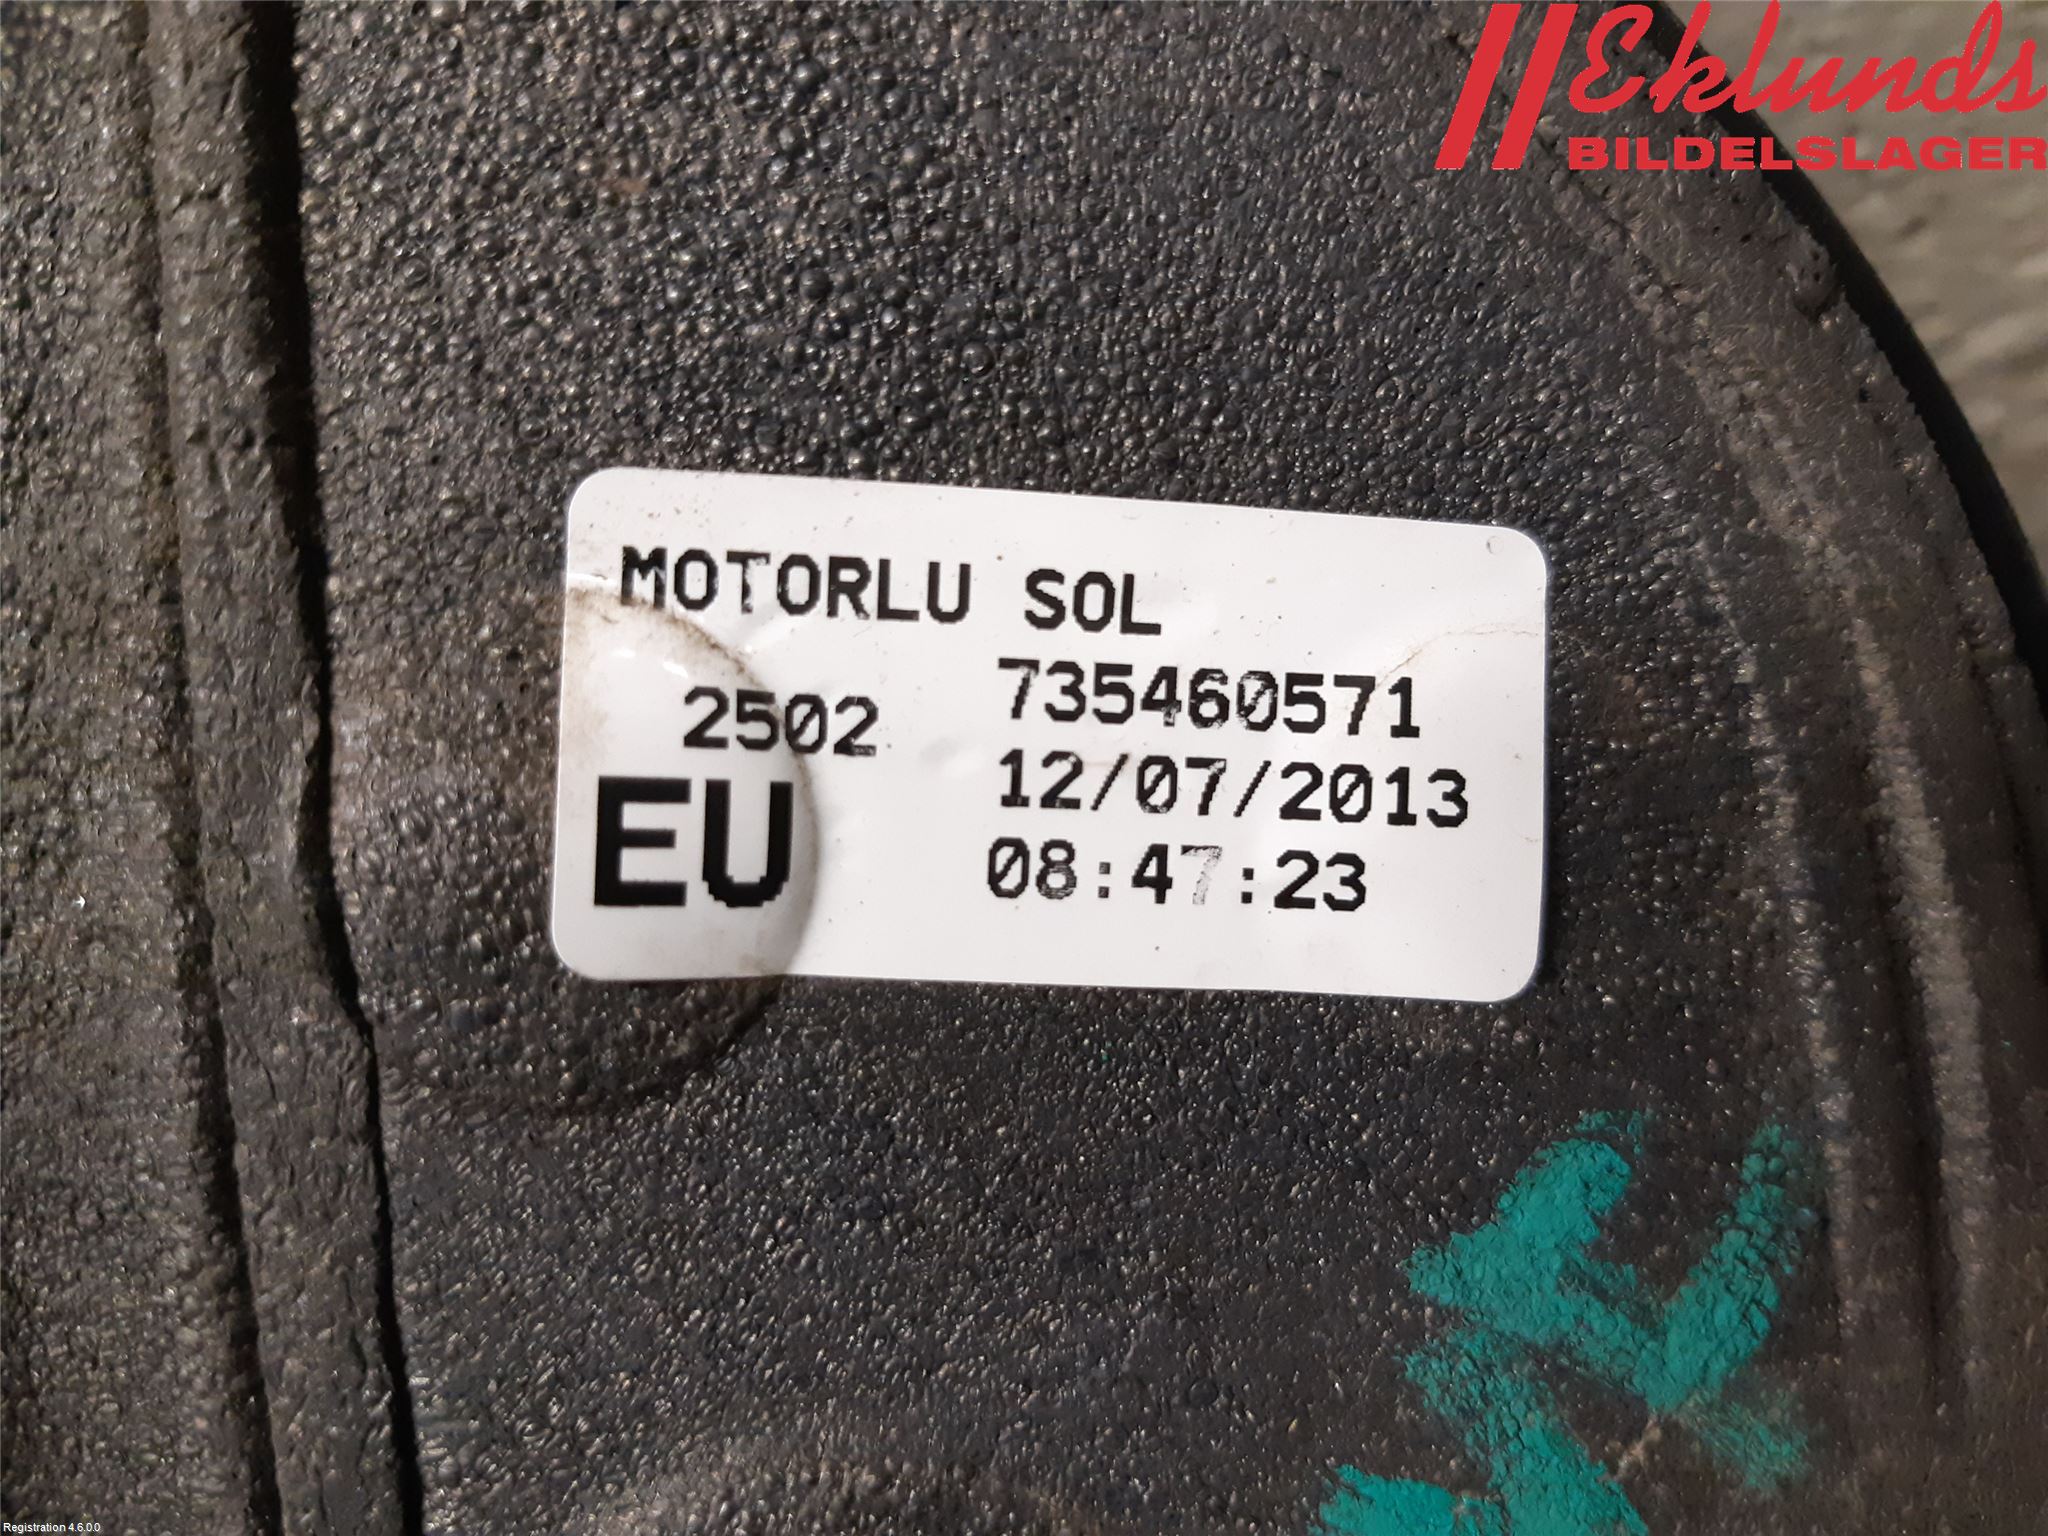 Eklunds
BILDELSLAGER
MOTORLU SOL
2502 735460571
EU 12/07/2013
08:47:23
Registration 4.6.0.0